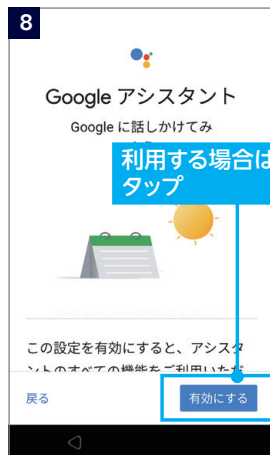 8
Google アシスタント
Google に話しかけてみ
利用する場合は
タップ
この設定を有効にすると、アシスタ
ントのすべての機能をご利用いただ
戻る
有効にする